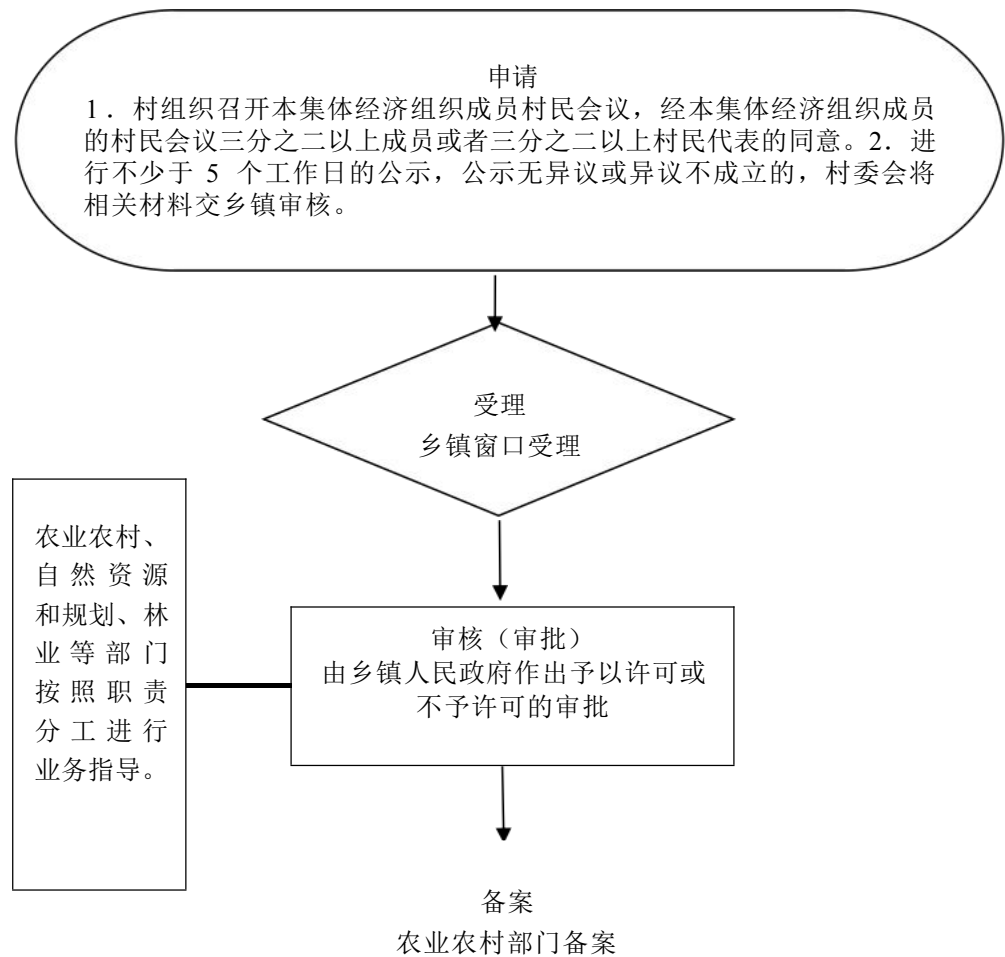 申请
1．村组织召开本集体经济组织成员村民会议，经本集体经济组织成员
的村民会议三分之二以上成员或者三分之二以上村民代表的同意。2．进
行不少于 5 个工作日的公示，公示无异议或异议不成立的，村委会将
相关材料交乡镇审核。
受理
乡镇窗口受理
农业农村、
自然资源
和规划、林
业等部门
按照职责
分工进行
业务指导。
审核（审批）
由乡镇人民政府作出予以许可或
不予许可的审批
备案
农业农村部门备案